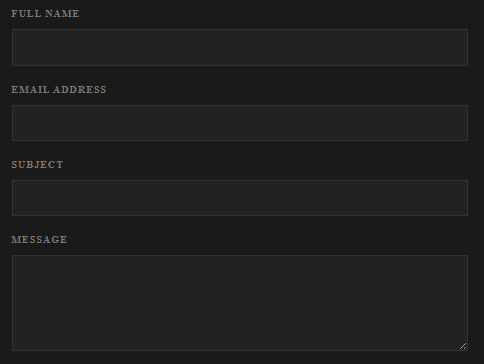 FULL NAME
EMAIL ADDRESS
SUBJECT
MESSAGE